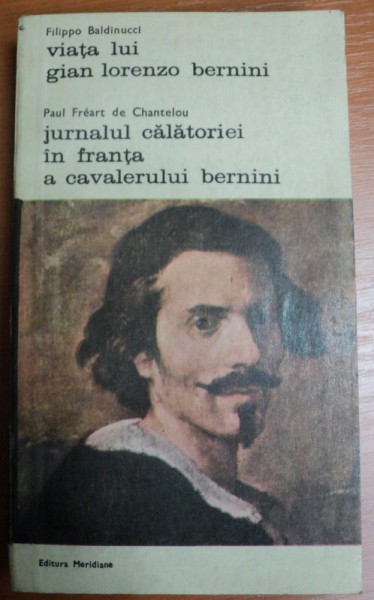 Filippo Baldinucci
viața lui
gian lorenzo bernini
Paul Fréart de Chantelou
jurnalul călătoriei
în franța
a cavalerului bernini
Editura Meridiane